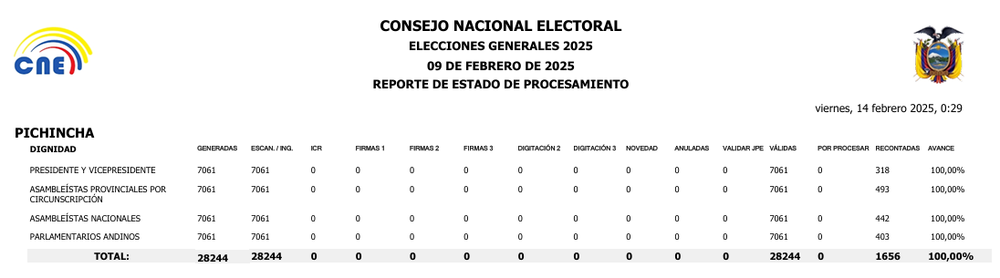 CONSEJO NACIONAL ELECTORAL
ELECCIONES GENERALES 2025
09 DE FEBRERO DE 2025
REPORTE DE ESTADO DE PROCESAMIENTO
CNE
viernes, 14 febrero 2025, 0:29
PICHINCHA
DIGNIDAD GENERADAS ESCAN. / ING. ICR FIRMAS 1 FIRMAS 2 FIRMAS 3 DIGITACIÓN 2 DIGITACIÓN 3 NOVEDAD ANULADAS VALIDAR JPE VÁLIDAS POR PROCESAR RECONTADAS AVANCE
PRESIDENTE Y VICEPRESIDENTE 7061 7061 0 0 0 0 0 0 0 0 0 7061 0 318 100,00%
ASAMBLEÍSTAS PROVINCIALES POR 7061 7061 0 0 0 0 0 0 0 0 0 7061 0 493 100,00%
CIRCUNSCRIPCIÓN
ASAMBLEÍSTAS NACIONALES 7061 7061 0 0 0 0 0 0 0 0 0 7061 0 442 100,00%
PARLAMENTARIOS ANDINOS 7061 7061 0 0 0 0 0 0 0 0 0 7061 0 403 100,00%
TOTAL: 28244 28244 0 0 0 0 0 0 0 0 0 28244 0 1656 100,00%